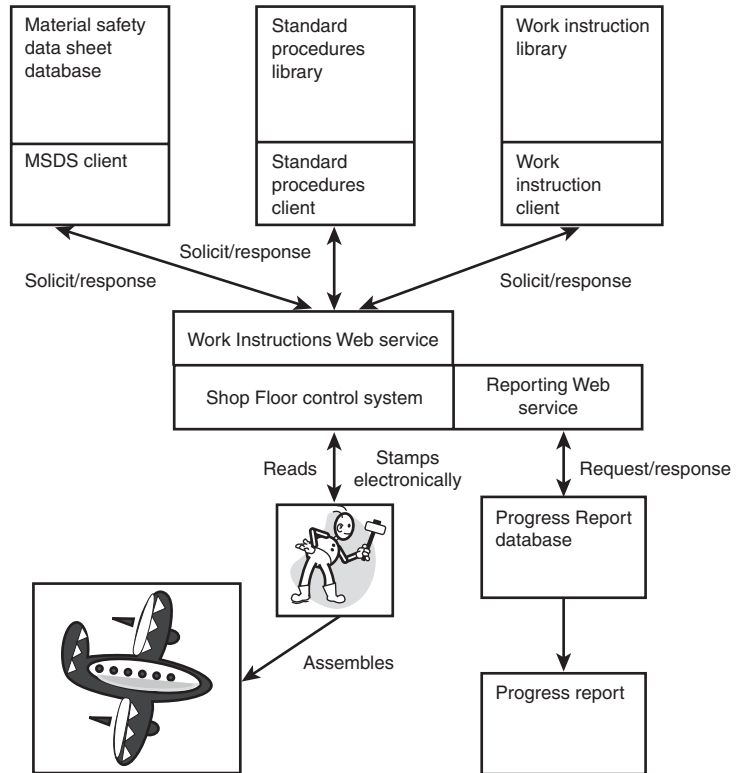 Material safety
data sheet
database
Standard
procedures
library
Work instruction
library
MSDS client
Standard
procedures
client
Work
instruction
client
Solicit/response
Solicit/response
Solicit/response
Work Instructions Web service
Shop Floor control system
Reporting Web
service
Reads
Stamps
electronically
Request/response
Progress Report
database
Assembles
Progress report